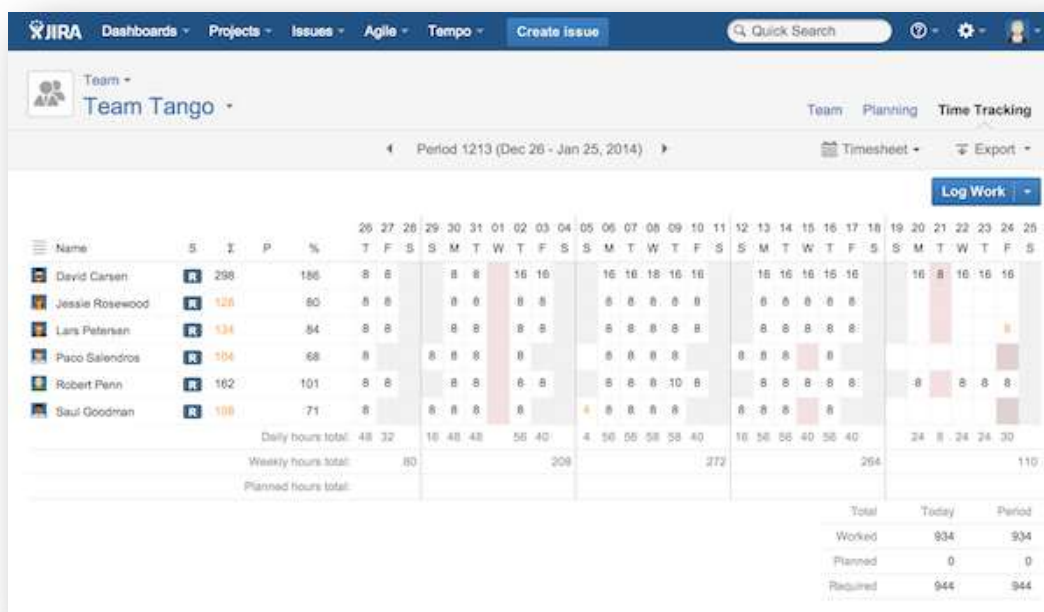 JIRA Dashboards Projects Issues Agile Tempo Create issue Quick Search
Team
Team Tango
Team Planning Time Tracking
Period 1213 (Dec 26 - Jan 25, 2014) Timesheet Export
Log Work
26 27 28 29 30 31 01 02 03 04 05 06 07 08 09 10 11 12 13 14 15 16 17 18 19 20 21 22 23 24 25
Name S Σ P % T F S S M T W T F S S M T W T F S S M T W T F S S M T W T F S
David Carsen R 298 186 8 8 8 8 16 16 16 16 18 16 16 16 16 16 16 16 16 8 16 16 16
Jessie Rosewood R 128 80 8 8 8 8 8 8 8 8 8 8 8 8 8 8 8 8
Lars Petersen R 134 84 8 8 8 8 8 8 8 8 8 8 8 8 8 8 8 8 6
Paco Salendros R 104 68 8 8 8 8 8 8 8 8 8 8 8 8 8
Robert Penn R 162 101 8 8 8 8 8 8 8 8 8 10 8 8 8 8 8 8 8 8 8 8
Saul Goodman R 108 71 8 8 8 8 8 4 8 8 8 8 8 8 8 8
Daily hours total: 48 32 16 48 48 56 40 4 56 56 58 58 40 16 56 56 40 56 40 24 8 24 24 30
Weekly hours total: 80 208 272 264 110
Planned hours total:
Total Today Period
Worked 934 934
Planned 0 0
Required 944 944